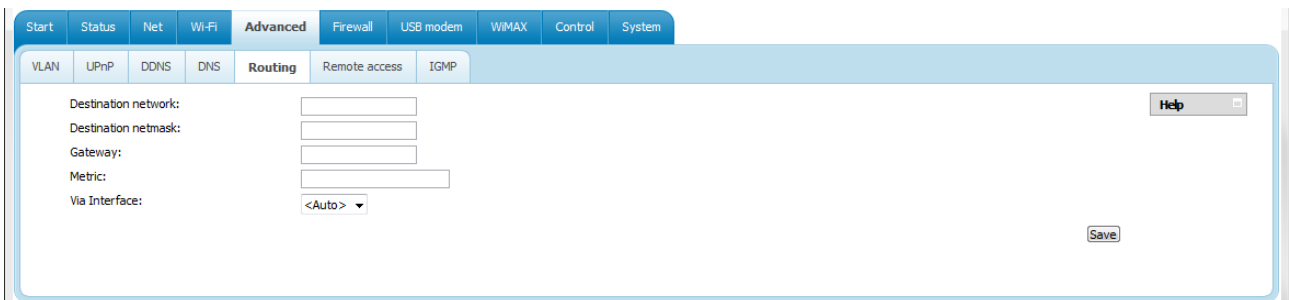 Start Status Net Wi-Fi Advanced Firewall USB modem WiMAX Control System
VLAN UPnP DDNS DNS Routing Remote access IGMP
Destination network:
Help
Destination netmask:
Gateway:
Metric:
Via Interface: <Auto>
Save